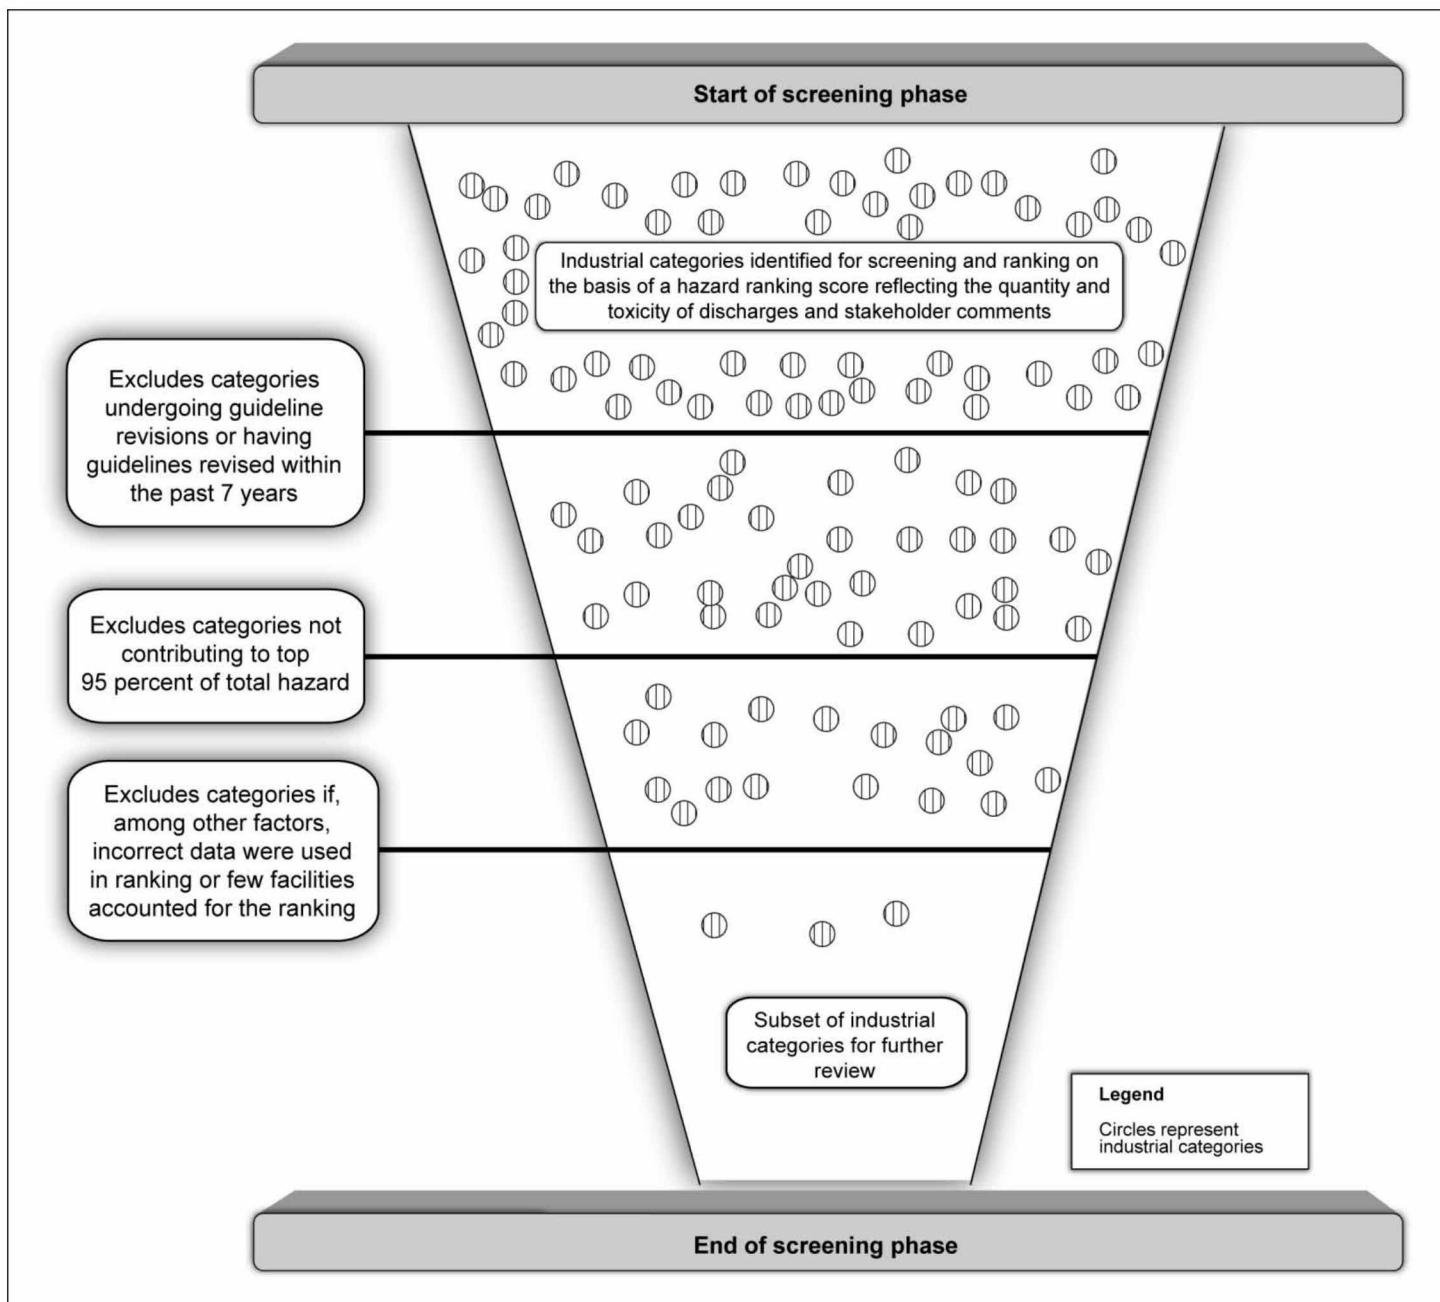 Start of screening phase
Industrial categories identified for screening and ranking on
the basis of a hazard ranking score reflecting the quantity and
toxicity of discharges and stakeholder comments
Excludes categories
undergoing guideline
revisions or having
guidelines revised within
the past 7 years
Excludes categories not
contributing to top
95 percent of total hazard
Excludes categories if,
among other factors,
incorrect data were used
in ranking or few facilities
accounted for the ranking
Subset of industrial
categories for further
review
Legend
Circles represent
industrial categories
End of screening phase